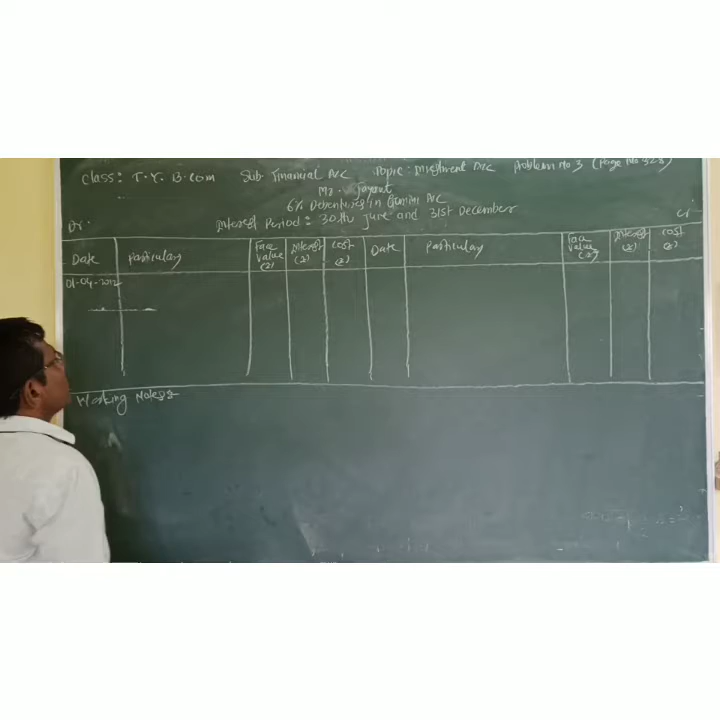 Class: T.Y. B.com Sub: Financial A/C Topic: Investment A/C Problem No 3 (Page No
Mr. Jayant
6% Debentures in Gemini A/C
Interest Period: 30th June and 31st December
Dr. Cr
Date Particulars Face Value (₹) Interest (₹) Cost (₹) Date Particulars Face Value (₹) Interest (₹) Cost (₹)
01-04-2012
Working Notes: